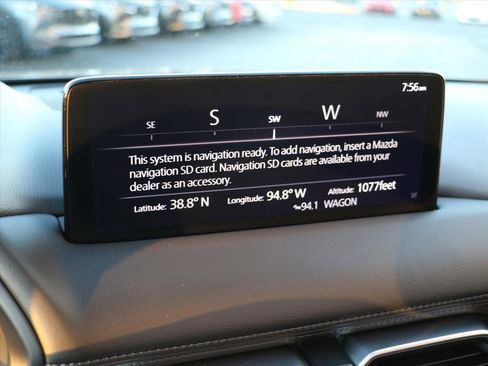 7:56am
SE S SW W NW
This system is navigation ready. To add navigation, insert a Mazda
navigation SD card. Navigation SD cards are available from your
dealer as an accessory.
Latitude: 38.8° N Longitude: 94.8° W Altitude: 1077feet
94.1 WAGON